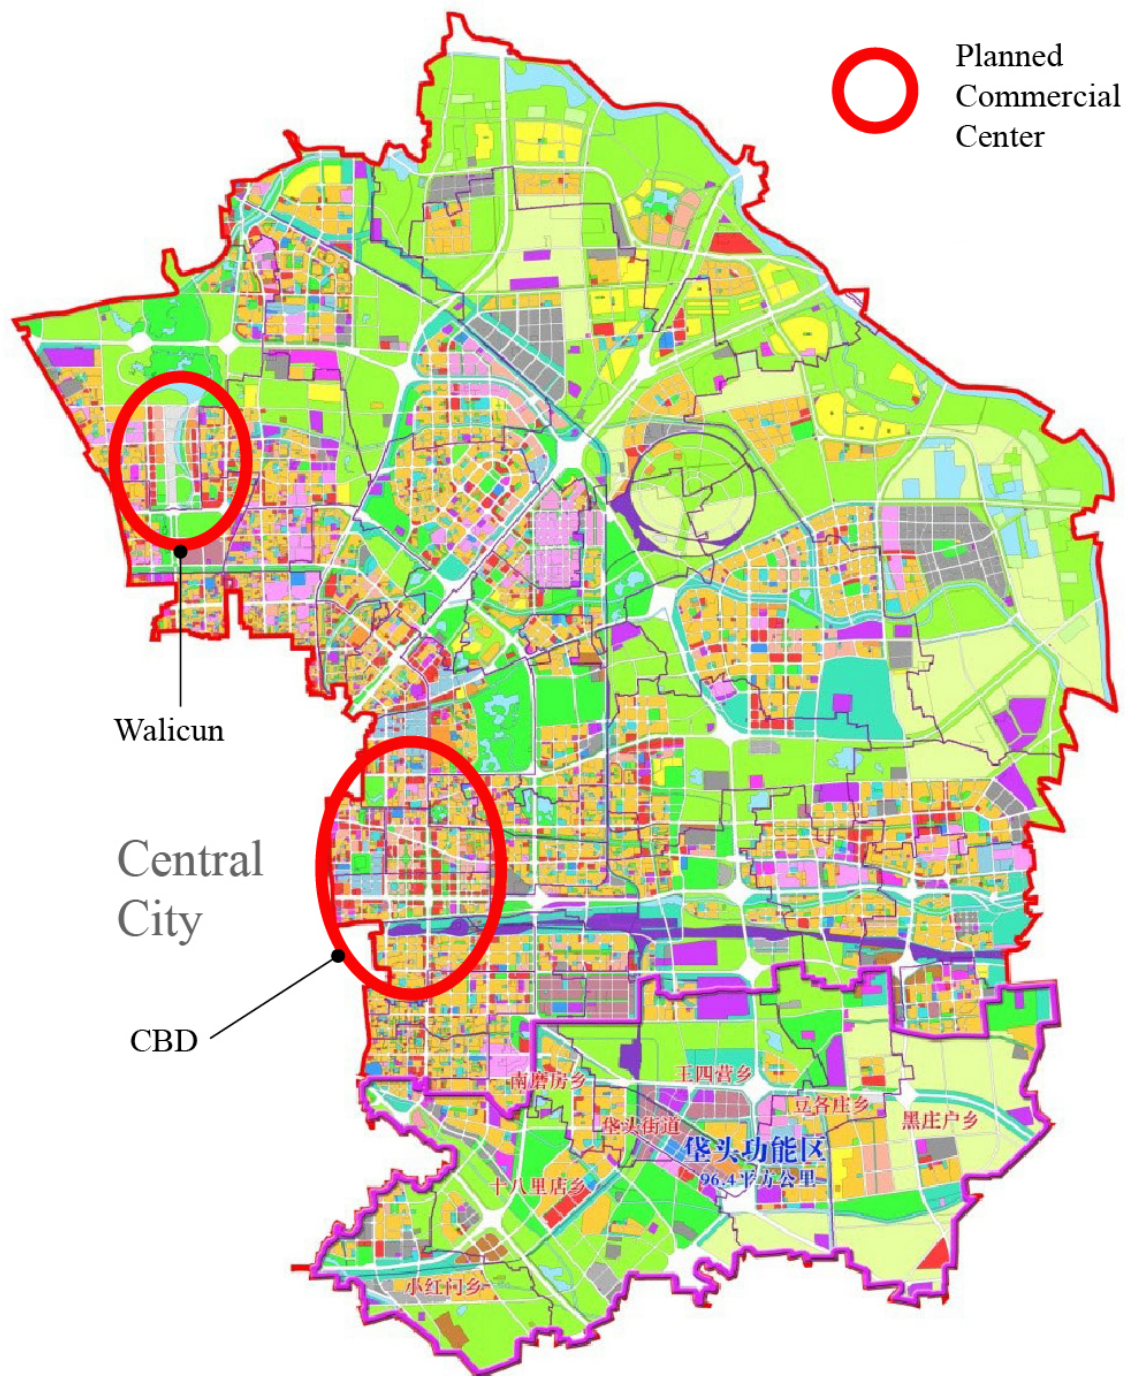 Planned
Commercial
Center
Walicun
Central
City
CBD
南磨房乡
王四营乡
豆各庄乡
黑庄户乡
垡头街道
垡头功能区
96.4平方公里
十八里店乡
小红门乡